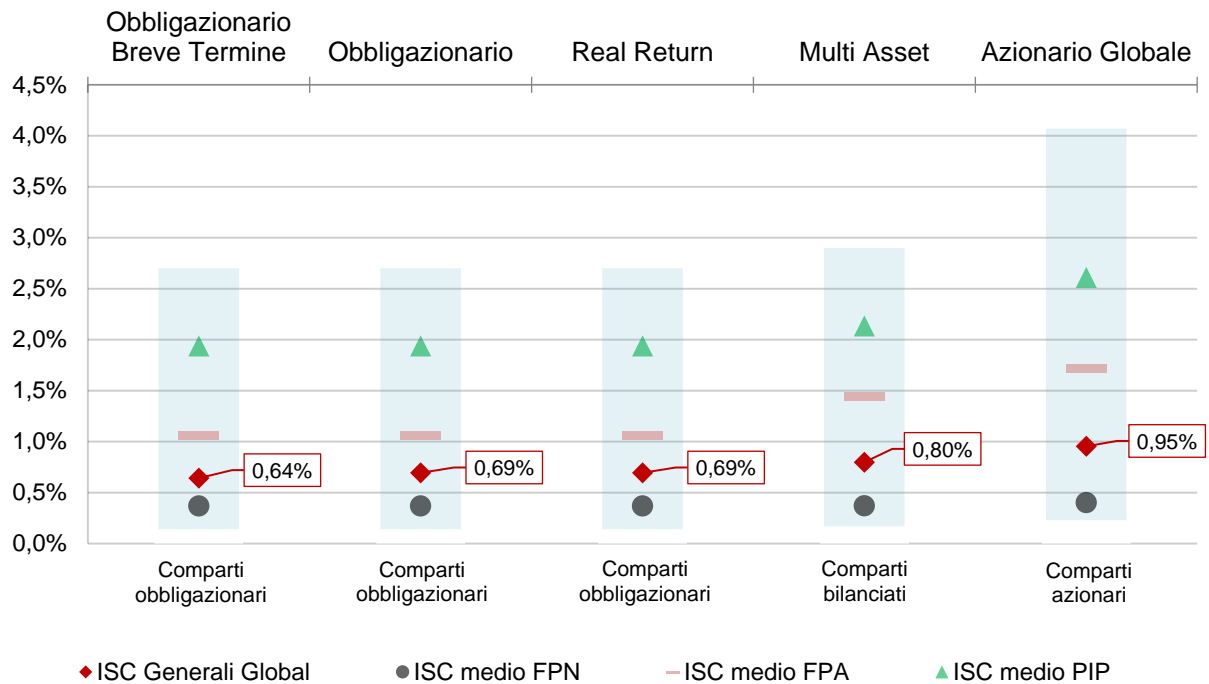 Obbligazionario
Breve Termine
Obbligazionario
Real Return
Multi Asset
Azionario Globale
4,5%
4,0%
3,5%
3,0%
2,5%
2,0%
1,5%
1,0%
0,5%
0,0%
0,64%
0,69%
0,69%
0,80%
0,95%
Comparti
obbligazionari
Comparti
obbligazionari
Comparti
obbligazionari
Comparti
bilanciati
Comparti
azionari
ISC Generali Global
ISC medio FPN
ISC medio FPA
ISC medio PIP